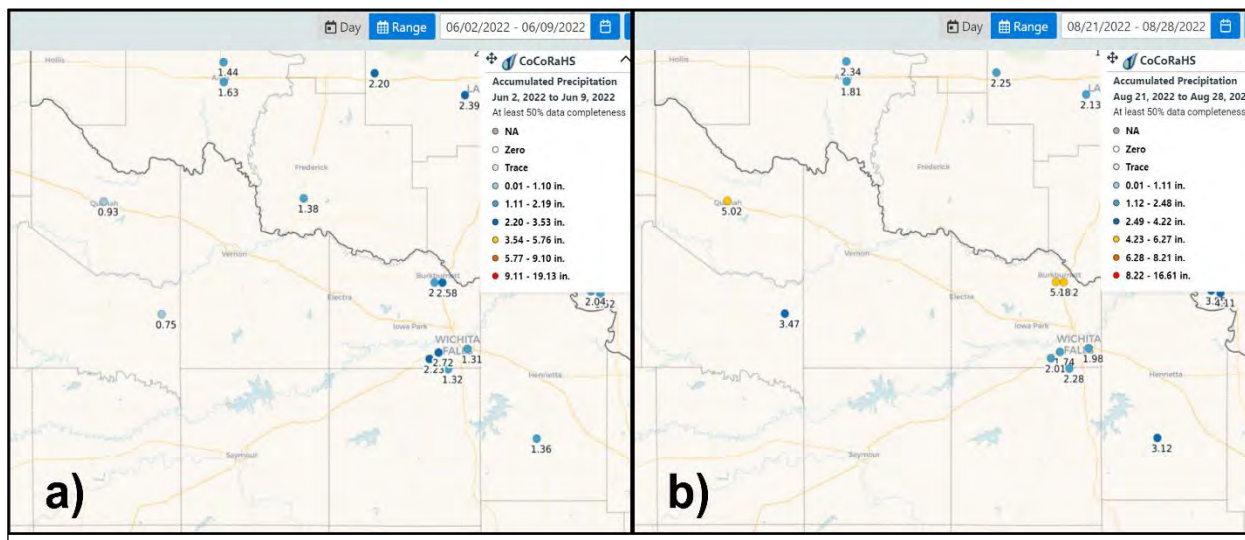 Day Range 06/02/2022 - 06/09/2022
Hollis
CoCoRaHS
Accumulated Precipitation
Jun 2, 2022 to Jun 9, 2022
At least 50% data completeness
NA
Zero
Trace
0.01 - 1.10 in.
1.11 - 2.19 in.
2.20 - 3.53 in.
3.54 - 5.76 in.
5.77 - 9.10 in.
9.11 - 19.13 in.
1.44
1.63
2.20
LA
2.39
Frederick
Quanah
0.93
1.38
Vernon
Burkburnett
2.58
Electra
0.75
2.04
Iowa Park
WICHITA
FALLS
2.72
1.31
2.23
1.32
Henrietta
1.36
Seymour
a)
Day Range 08/21/2022 - 08/28/2022
Hollis
CoCoRaHS
Accumulated Precipitation
Aug 21, 2022 to Aug 28, 202
At least 50% data completeness
NA
Zero
Trace
0.01 - 1.11 in.
1.12 - 2.48 in.
2.49 - 4.22 in.
4.23 - 6.27 in.
6.28 - 8.21 in.
8.22 - 16.61 in.
2.34
1.81
2.25
LA
2.13
Frederick
Quanah
5.02
Vernon
Burkburnett
Electra
3.47
Iowa Park
WICHITA
FALLS
1.74
1.98
2.01
2.28
Henrietta
3.12
Seymour
b)